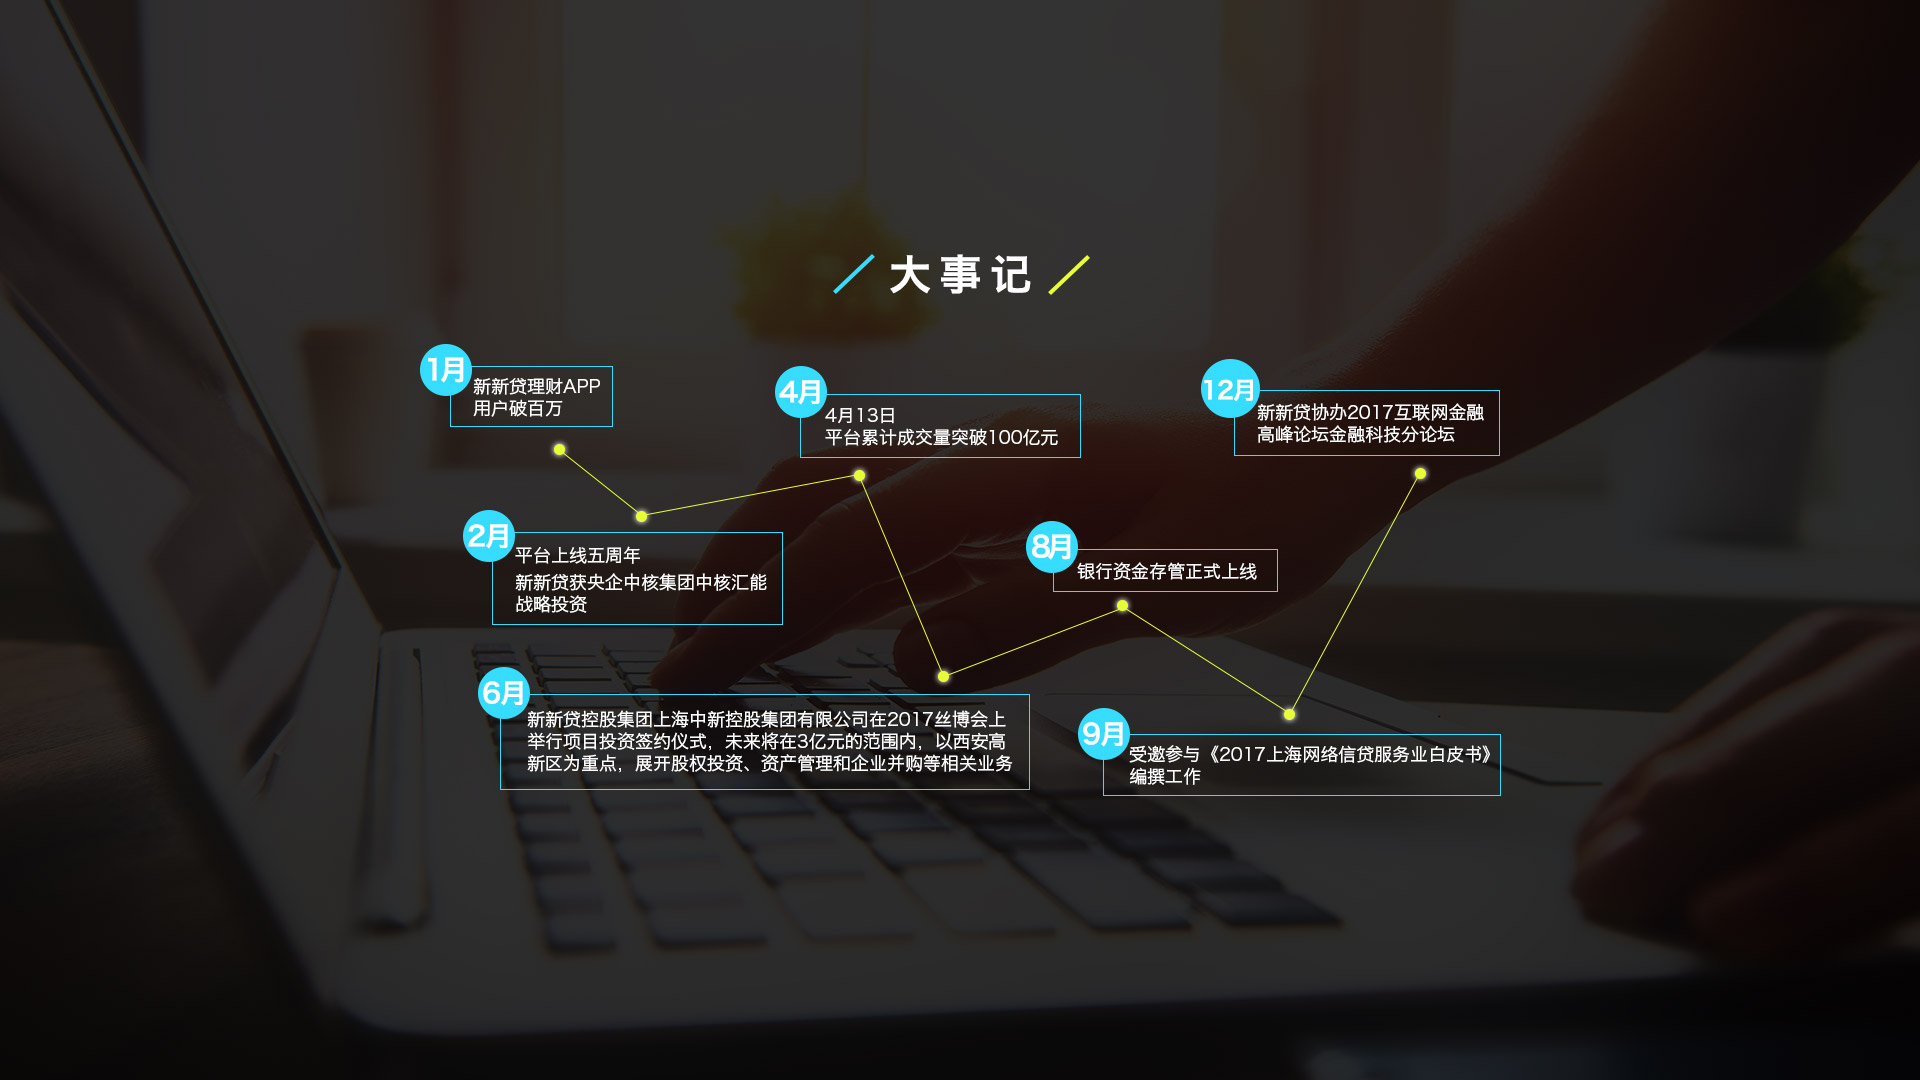 大事记
1月
新新贷理财APP
用户破百万
2月
平台上线五周年
新新贷获央企中核集团中核汇能
战略投资
4月
4月13日
平台累计成交量突破100亿元
6月
新新贷控股集团上海中新控股集团有限公司在2017丝博会上
举行项目投资签约仪式，未来将在3亿元的范围内，以西安高
新区为重点，展开股权投资、资产管理和企业并购等相关业务
8月
银行资金存管正式上线
9月
受邀参与《2017上海网络信贷服务业白皮书》
编撰工作
12月
新新贷协办2017互联网金融
高峰论坛金融科技分论坛